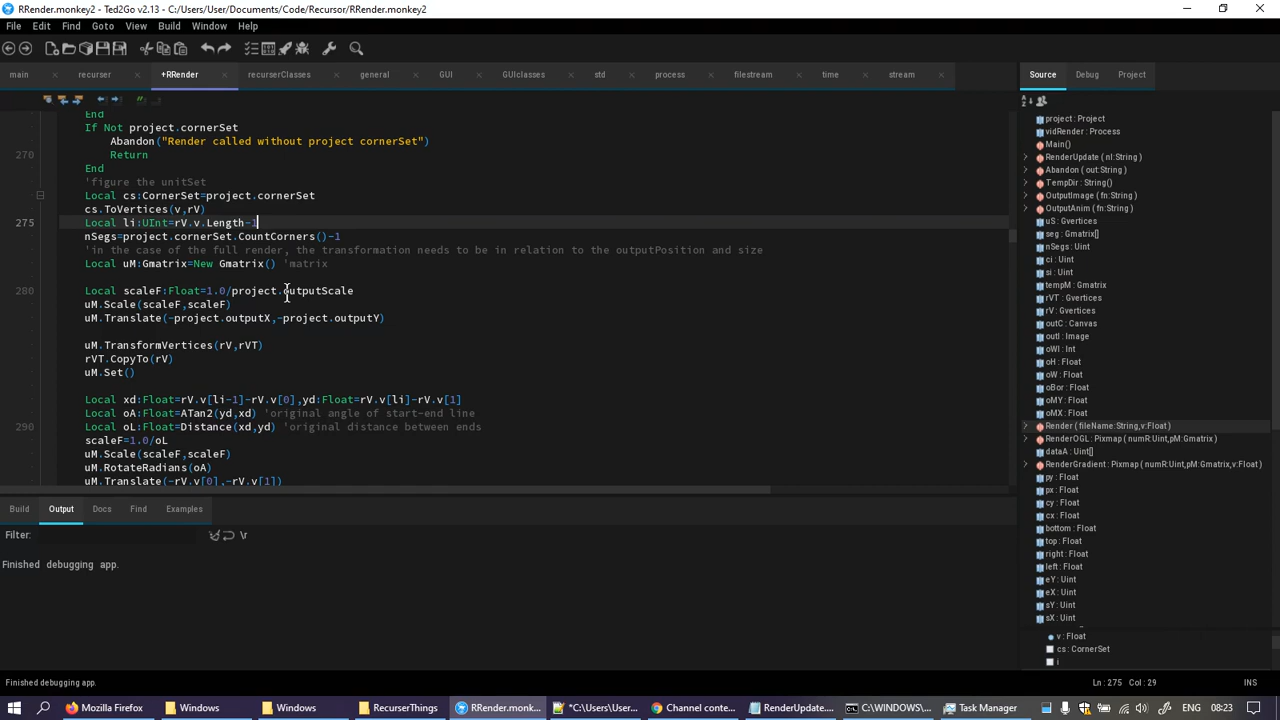 RRender.monkey2 - Ted2Go v2.13 - C:/Users/User/Documents/Code/Recursor/RRender.monkey2
File Edit Find Goto View Build Window Help
main recurser +RRender recurserClasses general GUI GUIclasses std process filestream time stream
Source Debug Project
End
If Not project.cornerSet
Abandon("Render called without project cornerSet")
270 Return
End
'figure the unitSet
Local cs:CornerSet=project.cornerSet
cs.ToVertices(v,rV)
275 Local li:UInt=rV.v.Length-1
nSegs=project.cornerSet.CountCorners()-1
'in the case of the full render, the transformation needs to be in relation to the outputPosition and size
Local uM:Gmatrix=New Gmatrix() 'matrix
280 Local scaleF:Float=1.0/project.outputScale
uM.Scale(scaleF,scaleF)
uM.Translate(-project.outputX,-project.outputY)
uM.TransformVertices(rV,rVT)
rVT.CopyTo(rV)
uM.Set()
Local xd:Float=rV.v[li-1]-rV.v[0],yd:Float=rV.v[li]-rV.v[1]
Local oA:Float=ATan2(yd,xd) 'original angle of start-end line
290 Local oL:Float=Distance(xd,yd) 'original distance between ends
scaleF=1.0/oL
uM.Scale(scaleF,scaleF)
uM.RotateRadians(oA)
uM.Translate(-rV.v[0],-rV.v[1])
project : Project
vidRender : Process
Main()
RenderUpdate ( nl:String )
Abandon ( out:String )
TempDir : String()
OutputImage ( fn:String )
OutputAnim ( fn:String )
uS : Gvertices
seg : Gmatrix[]
nSegs : Uint
ci : Uint
si : Uint
tempM : Gmatrix
rVT : Gvertices
rV : Gvertices
outC : Canvas
outI : Image
oWI : Int
oH : Float
oW : Float
oBor : Float
oMY : Float
oMX : Float
Render ( fileName:String,v:Float )
RenderOGL : Pixmap ( numR:Uint,pM:Gmatrix )
dataA : Uint[]
RenderGradient : Pixmap ( numR:Uint,pM:Gmatrix,v:Float )
py : Float
px : Float
cy : Float
cx : Float
bottom : Float
top : Float
right : Float
left : Float
eY : Uint
eX : Uint
sY : Uint
sX : Uint
v : Float
cs : CornerSet
i
Build Output Docs Find Examples
Filter: \r
Finished debugging app.
Finished debugging app. Ln : 275 Col : 29 INS
Mozilla Firefox Windows Windows RecurserThings RRender.monk... *C:\Users\User... Channel conte... RenderUpdate.... C:\WINDOWS\... Task Manager ENG 08:23